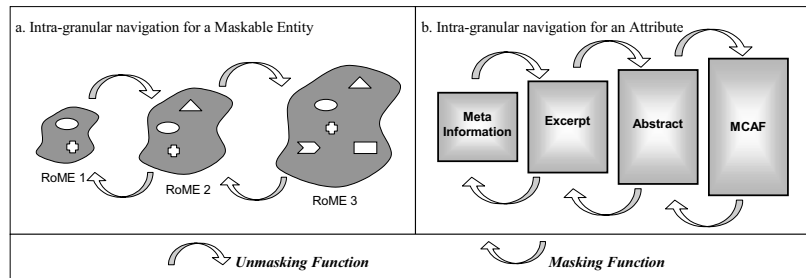 a. Intra-granular navigation for a Maskable Entity
RoME 1
RoME 2
RoME 3
b. Intra-granular navigation for an Attribute
Meta
Information
Excerpt
Abstract
MCAF
Unmasking Function
Masking Function